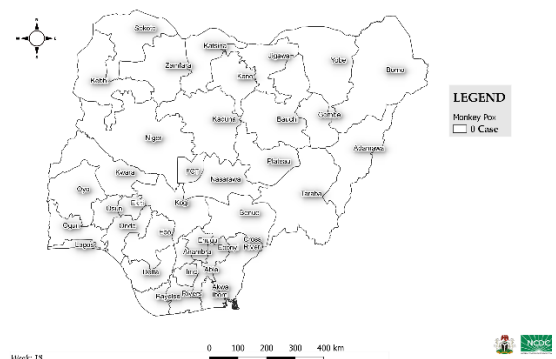 Sokoto
Katsina
Jigawa
Yobe
Borno
Zamfara
Kano
Kebbi
LEGEND
Monkey Pox
0 Case
Kaduna
Bauchi
Gombe
Niger
Adamawa
Plateau
Kwara
FCT
Nasarawa
Taraba
Oyo
Kogi
Ekiti
Osun
Benue
Ogun
Ondo
Edo
Lagos
Enugu
Cross
River
Ebonyi
Anambra
Delta
Imo
Abia
Akwa
Ibom
Bayelsa
Rivers
Week: 18
0 100 200 300 400 km
NCDC